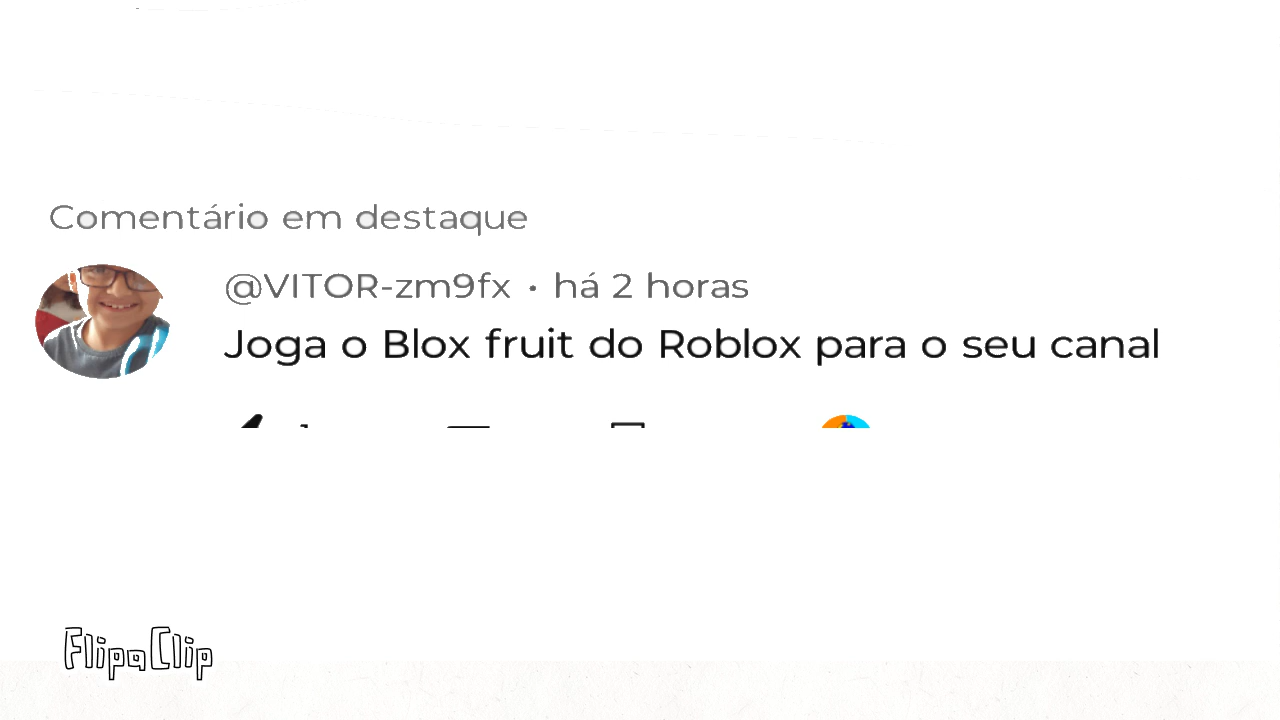 Comentário em destaque
@VITOR-zm9fx • há 2 horas
Joga o Blox fruit do Roblox para o seu canal
FlipaClip